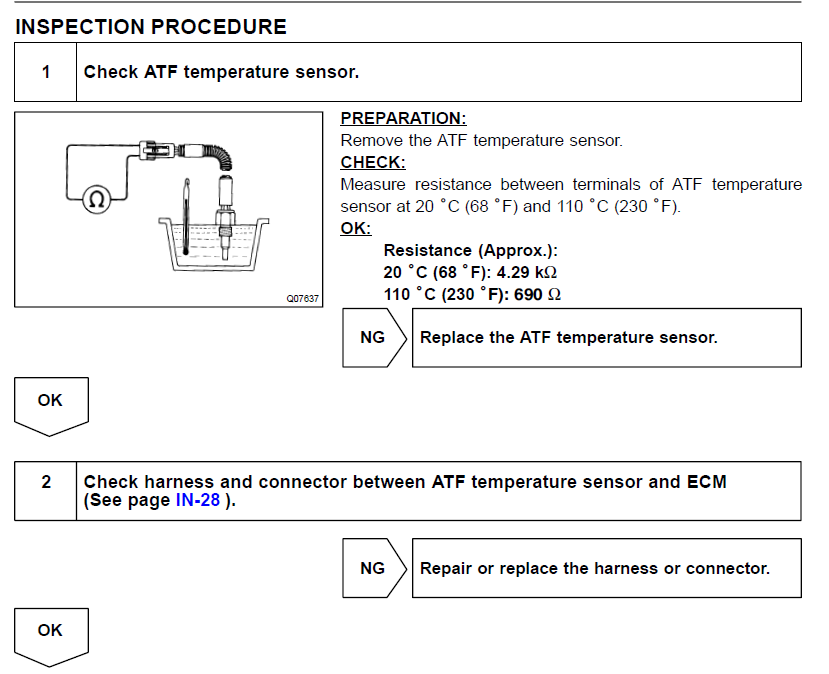 INSPECTION PROCEDURE
1
Check ATF temperature sensor.
Ω
Q07637
PREPARATION:
Remove the ATF temperature sensor.
CHECK:
Measure resistance between terminals of ATF temperature
sensor at 20 °C (68 °F) and 110 °C (230 °F).
OK:
Resistance (Approx.):
20 °C (68 °F): 4.29 kΩ
110 °C (230 °F): 690 Ω
NG
Replace the ATF temperature sensor.
OK
2
Check harness and connector between ATF temperature sensor and ECM
(See page IN-28 ).
NG
Repair or replace the harness or connector.
OK